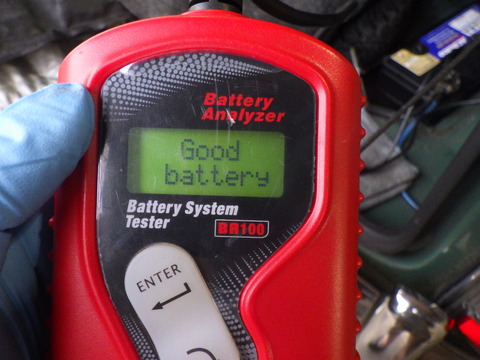 Battery
Analyzer
Good
battery
Battery System
Tester
BR100
ENTER